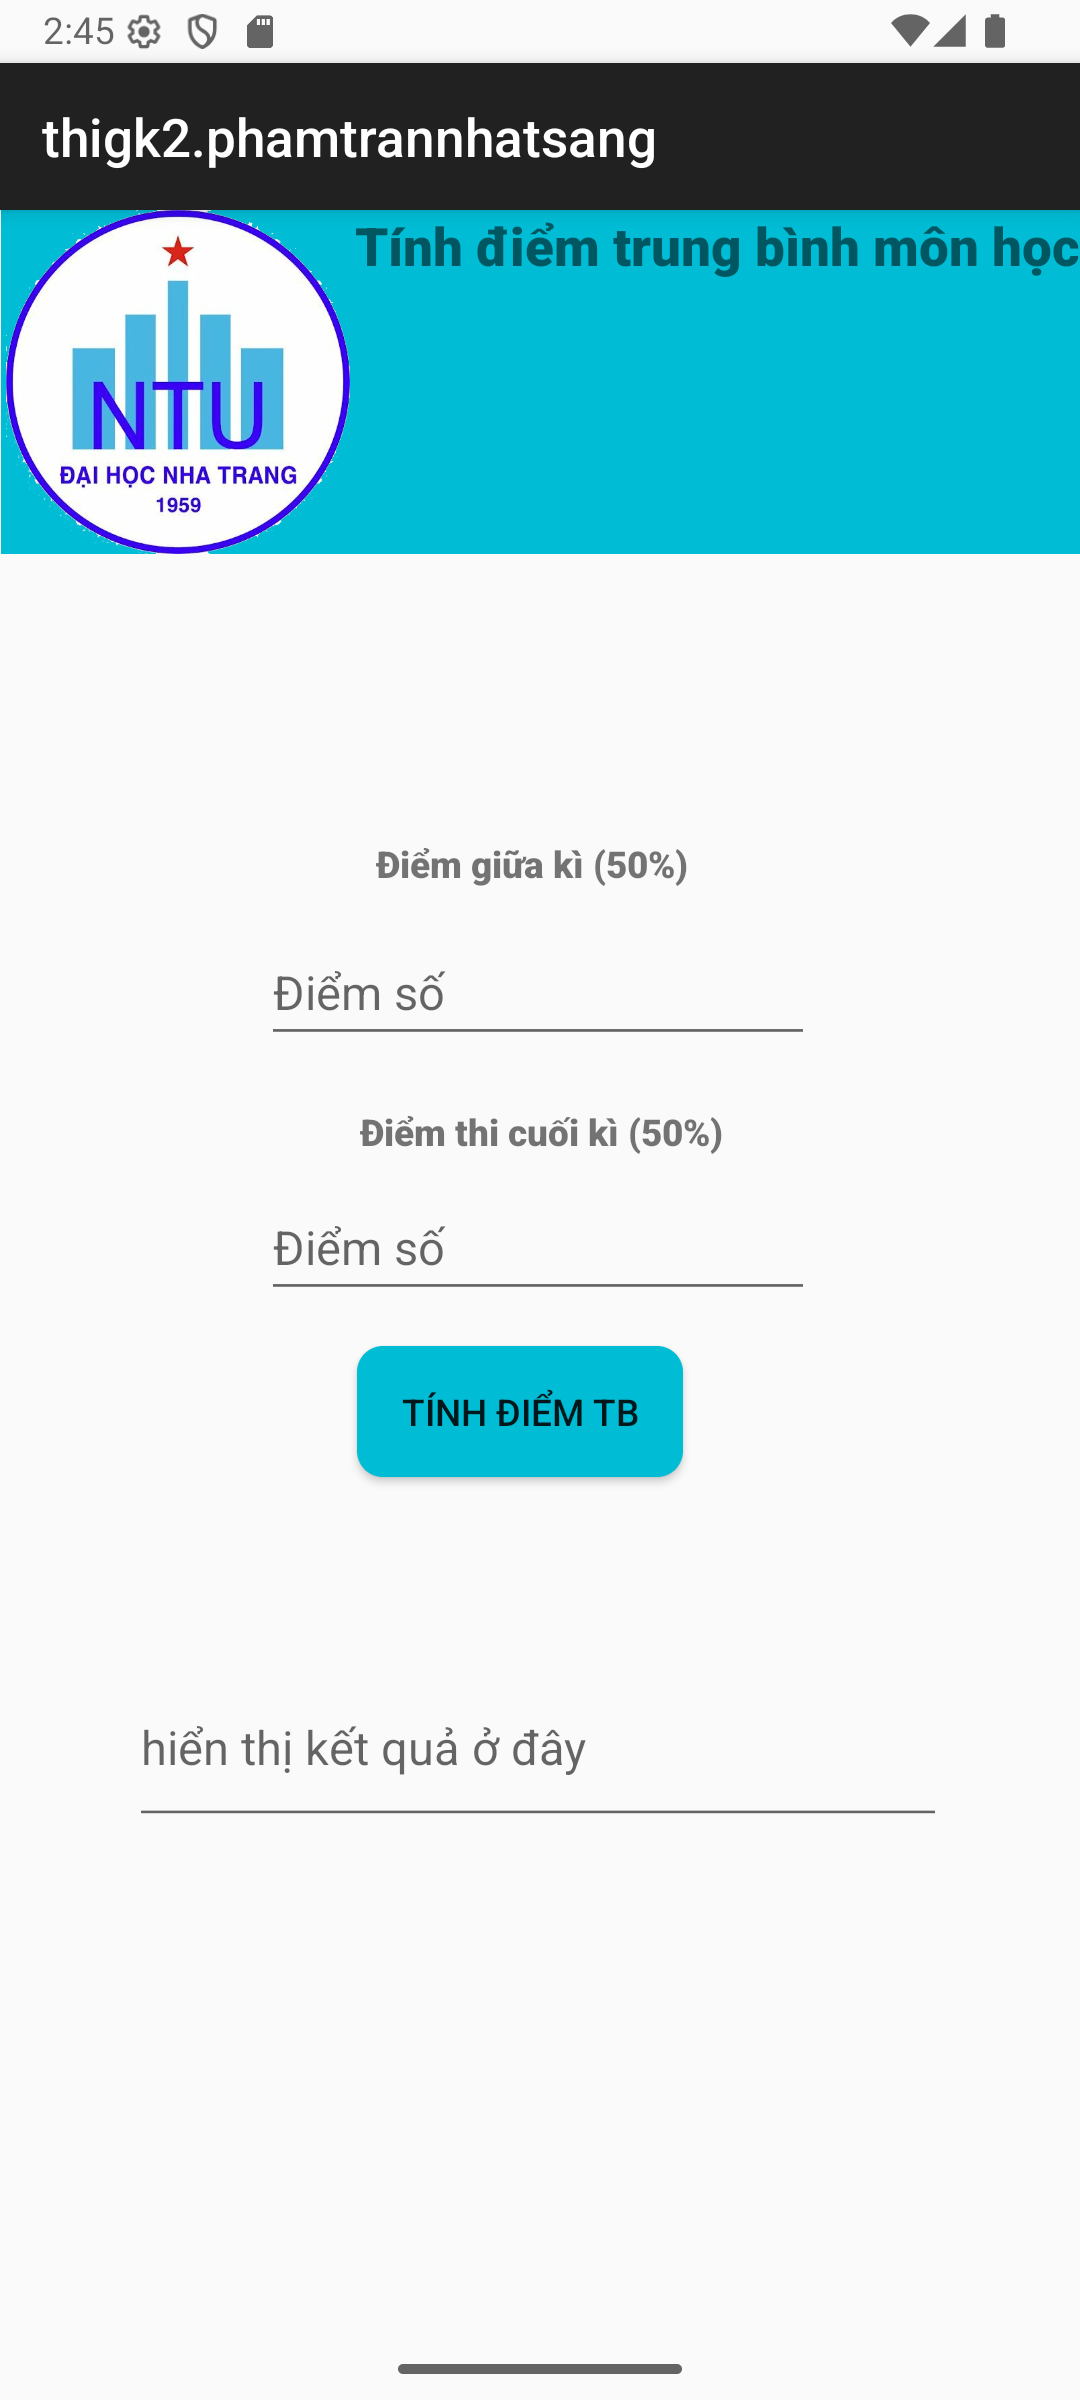 2:45
thigk2.phamtrannhatsang
Tính điểm trung bình môn học
NTU
ĐẠI HỌC NHA TRANG
1959
Điểm giữa kì (50%)
Điểm số
Điểm thi cuối kì (50%)
Điểm số
TÍNH ĐIỂM TB
hiển thị kết quả ở đây